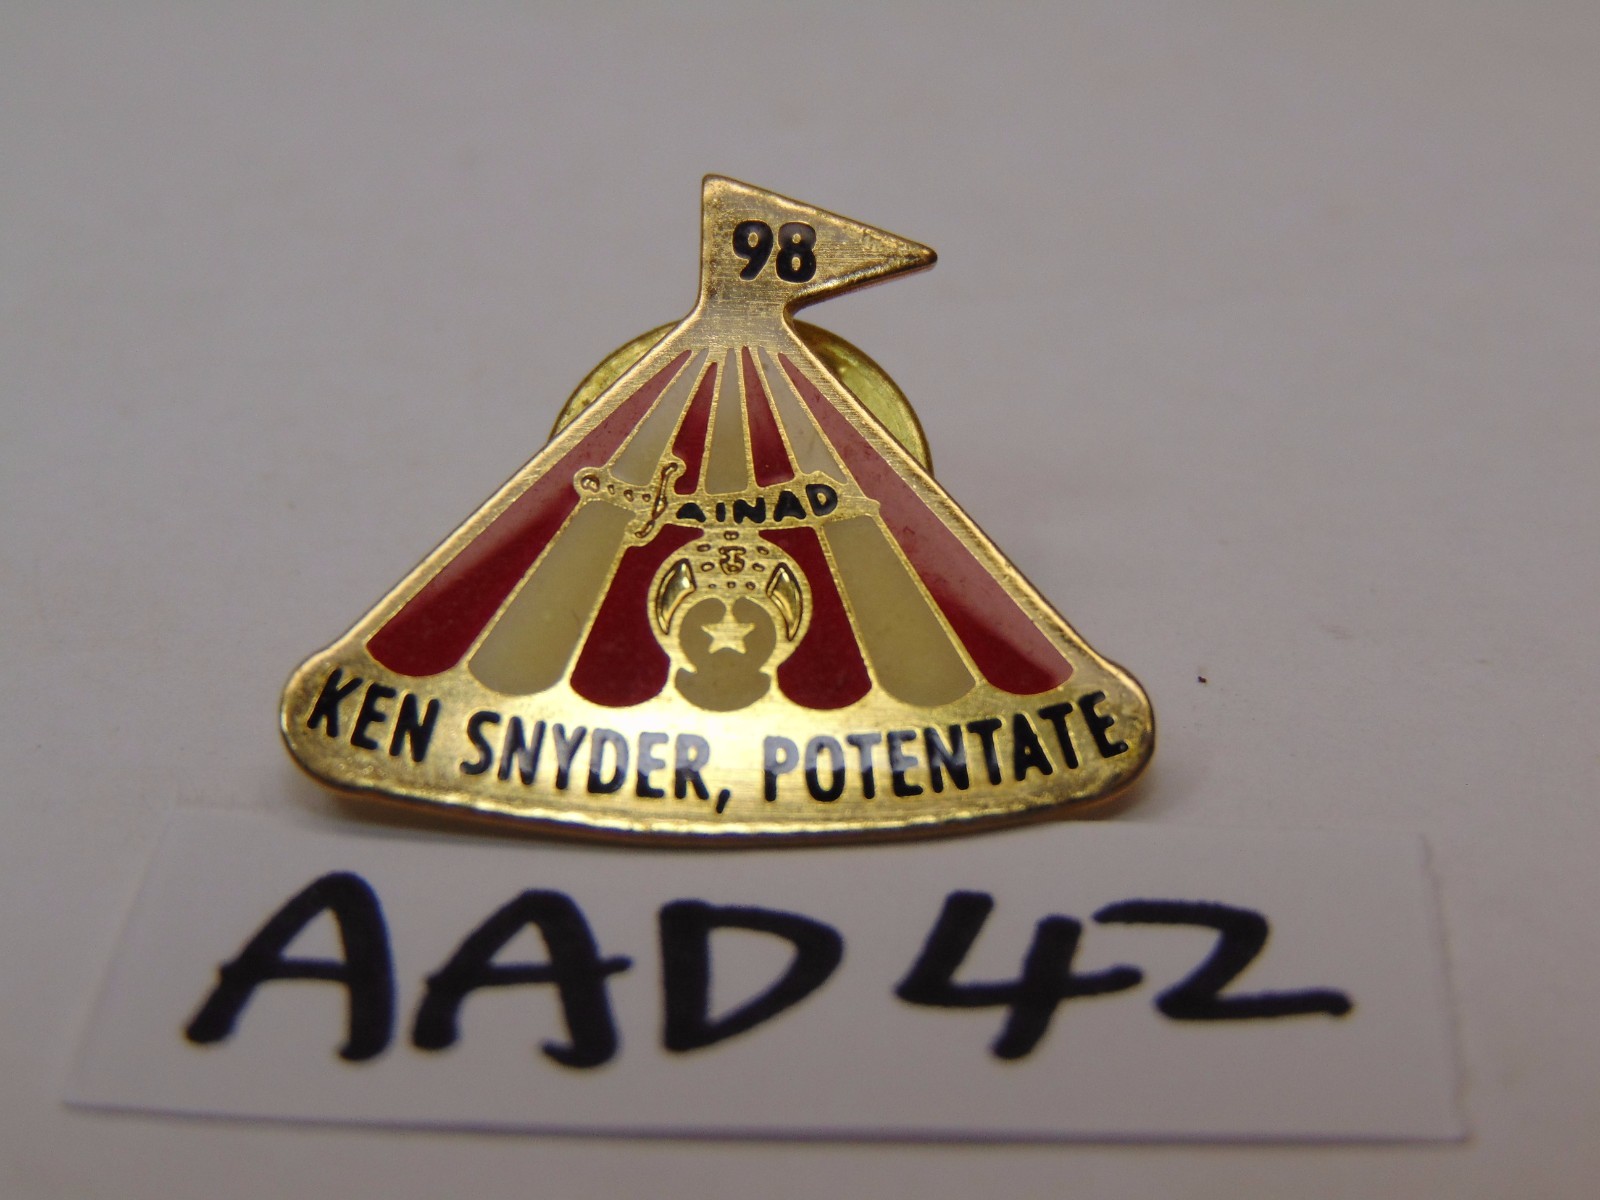 98
AINAD
KEN SNYDER, POTENTATE
AAD42